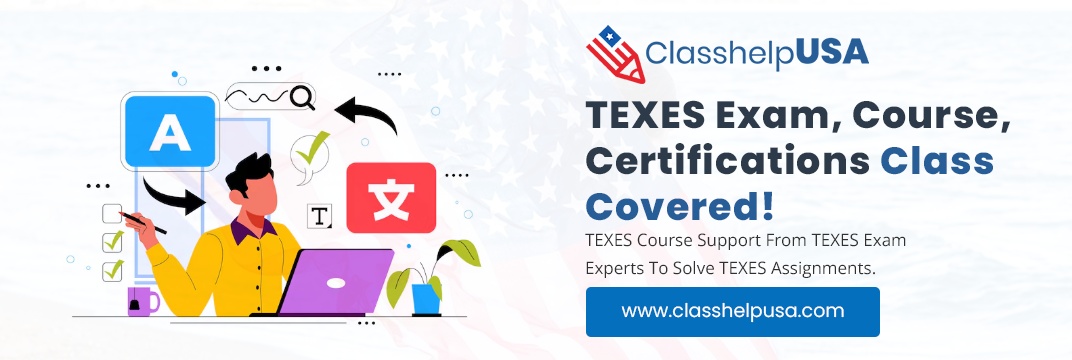 ClasshelpUSA
TEXES Exam, Course,
Certifications Class
Covered!
TEXES Course Support From TEXES Exam
Experts To Solve TEXES Assignments.
www.classhelpusa.com
A
T
文